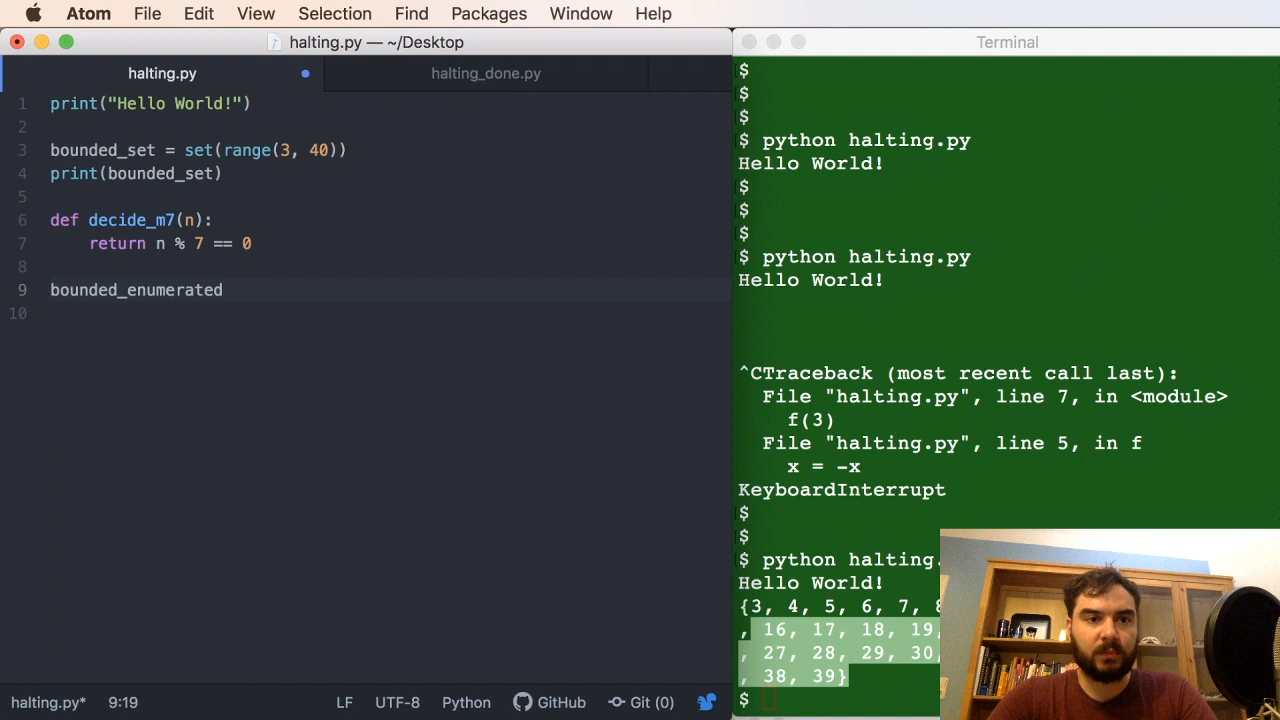 Atom File Edit View Selection Find Packages Window Help
halting.py — ~/Desktop
halting.py
halting_done.py
1 print("Hello World!")
2
3 bounded_set = set(range(3, 40))
4 print(bounded_set)
5
6 def decide_m7(n):
7     return n % 7 == 0
8
9 bounded_enumerated
10
halting.py* 9:19 LF UTF-8 Python GitHub Git (0)
Terminal
$
$
$
$ python halting.py
Hello World!
$
$
$
$ python halting.py
Hello World!
^CTraceback (most recent call last):
  File "halting.py", line 7, in <module>
    f(3)
  File "halting.py", line 5, in f
    x = -x
KeyboardInterrupt
$
$
$ python halting.
Hello World!
{3, 4, 5, 6, 7, 8
, 16, 17, 18, 19,
, 27, 28, 29, 30,
, 38, 39}
$